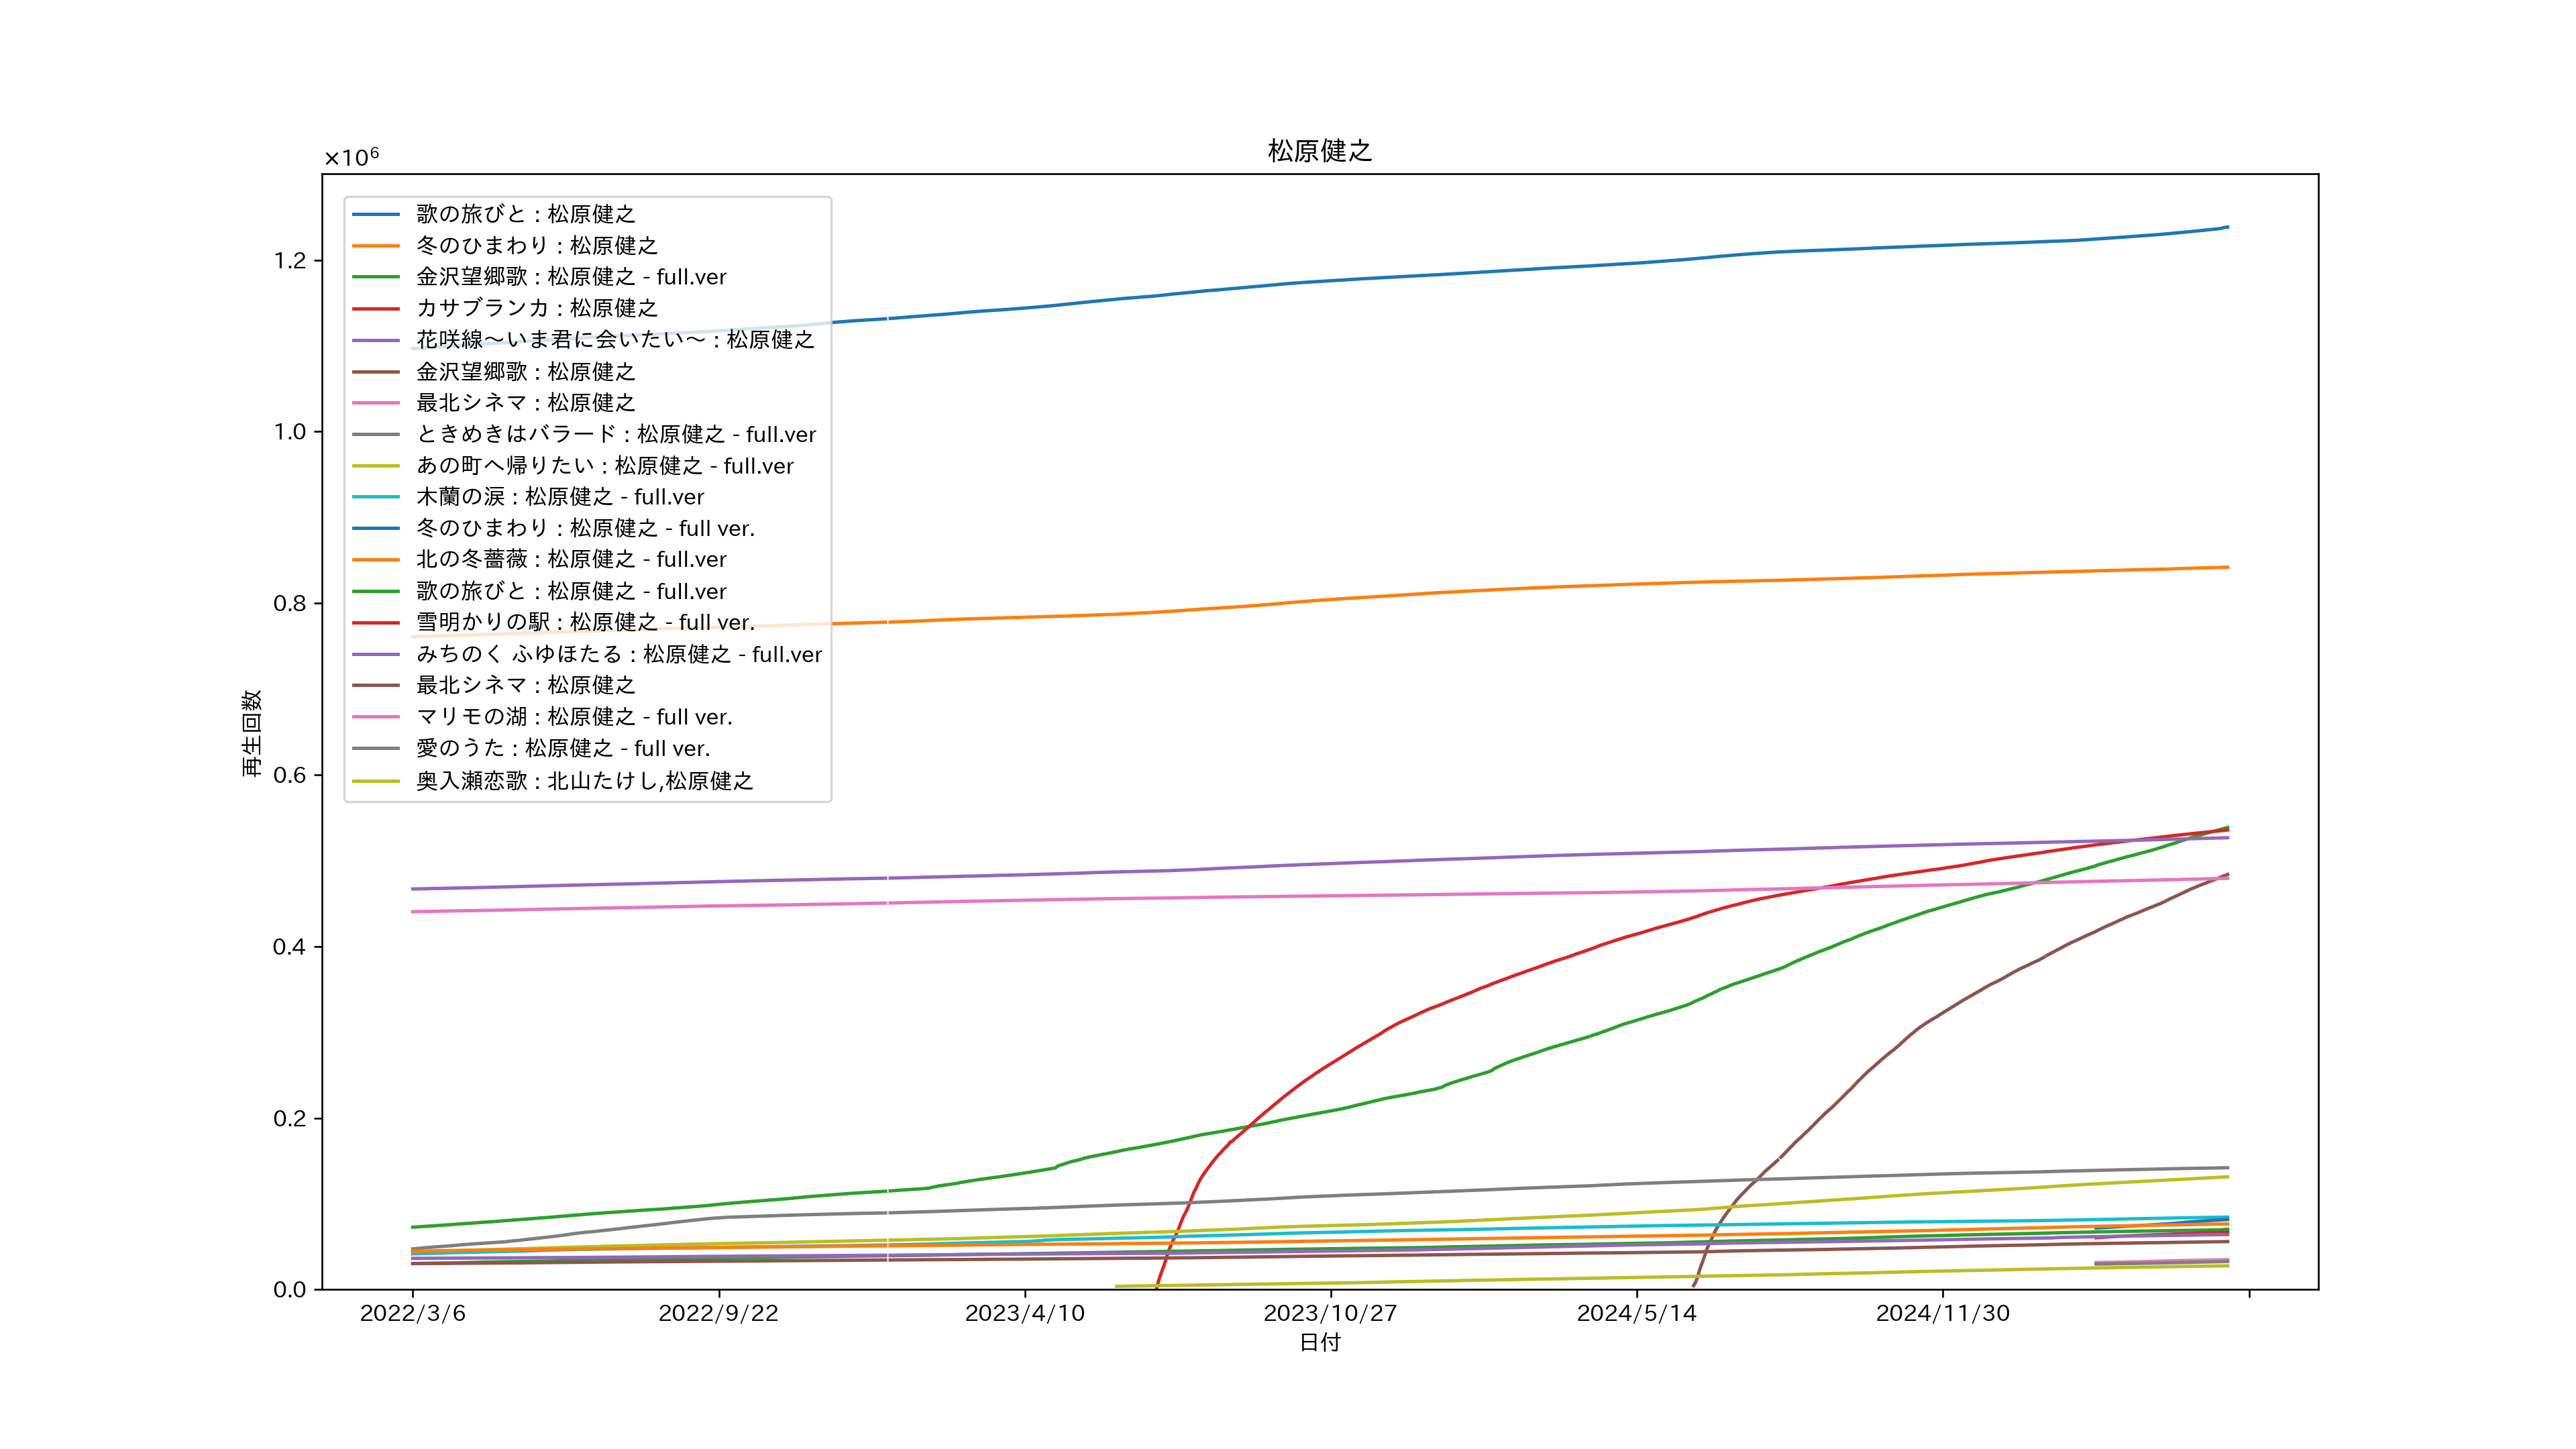 松原健之
×10⁶
歌の旅びと : 松原健之
冬のひまわり : 松原健之
金沢望郷歌 : 松原健之 - full.ver
カサブランカ : 松原健之
花咲線～いま君に会いたい～ : 松原健之
金沢望郷歌 : 松原健之
最北シネマ : 松原健之
ときめきはバラード : 松原健之 - full.ver
あの町へ帰りたい : 松原健之 - full.ver
木蘭の涙 : 松原健之 - full.ver
冬のひまわり : 松原健之 - full ver.
北の冬薔薇 : 松原健之 - full.ver
歌の旅びと : 松原健之 - full.ver
雪明かりの駅 : 松原健之 - full ver.
みちのく ふゆほたる : 松原健之 - full.ver
最北シネマ : 松原健之
マリモの湖 : 松原健之 - full ver.
愛のうた : 松原健之 - full ver.
奥入瀬恋歌 : 北山たけし,松原健之
1.2
1.0
0.8
0.6
0.4
0.2
0.0
再生回数
2022/3/6
2022/9/22
2023/4/10
2023/10/27
2024/5/14
2024/11/30
日付